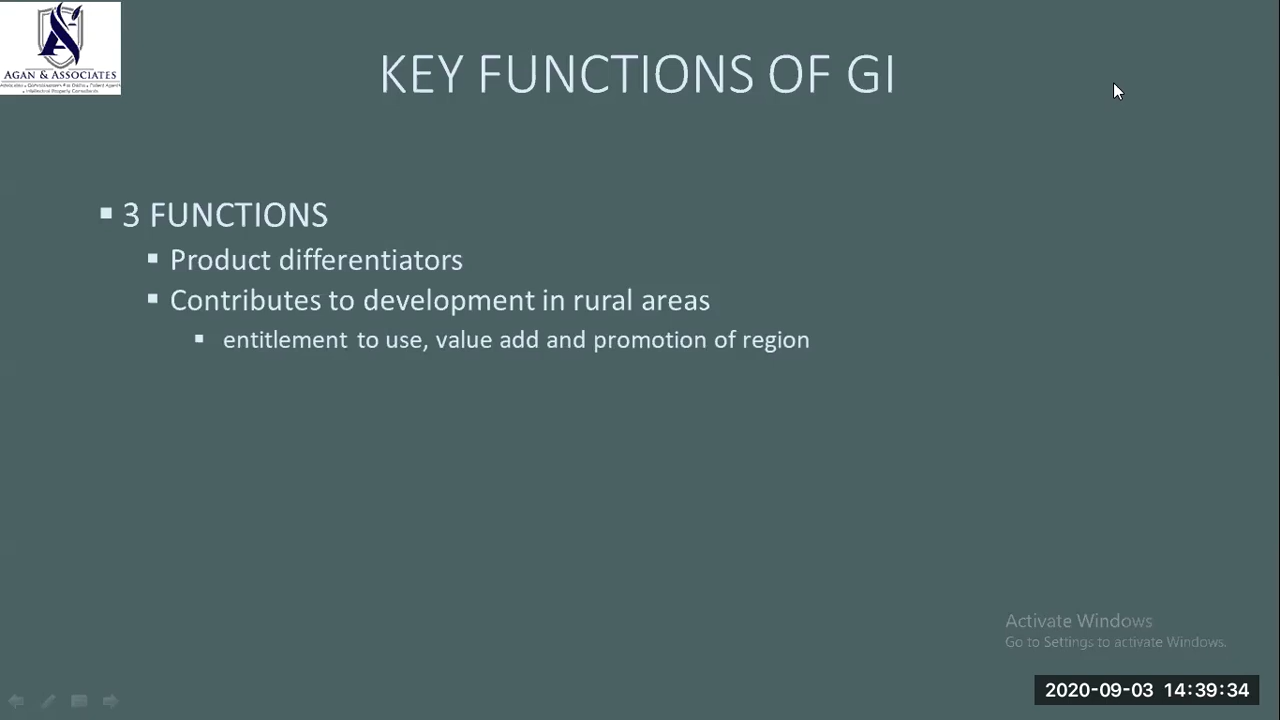 AGAN & ASSOCIATES
KEY FUNCTIONS OF GI
3 FUNCTIONS
Product differentiators
Contributes to development in rural areas
entitlement to use, value add and promotion of region
Activate Windows
Go to Settings to activate Windows.
2020-09-03 14:39:34